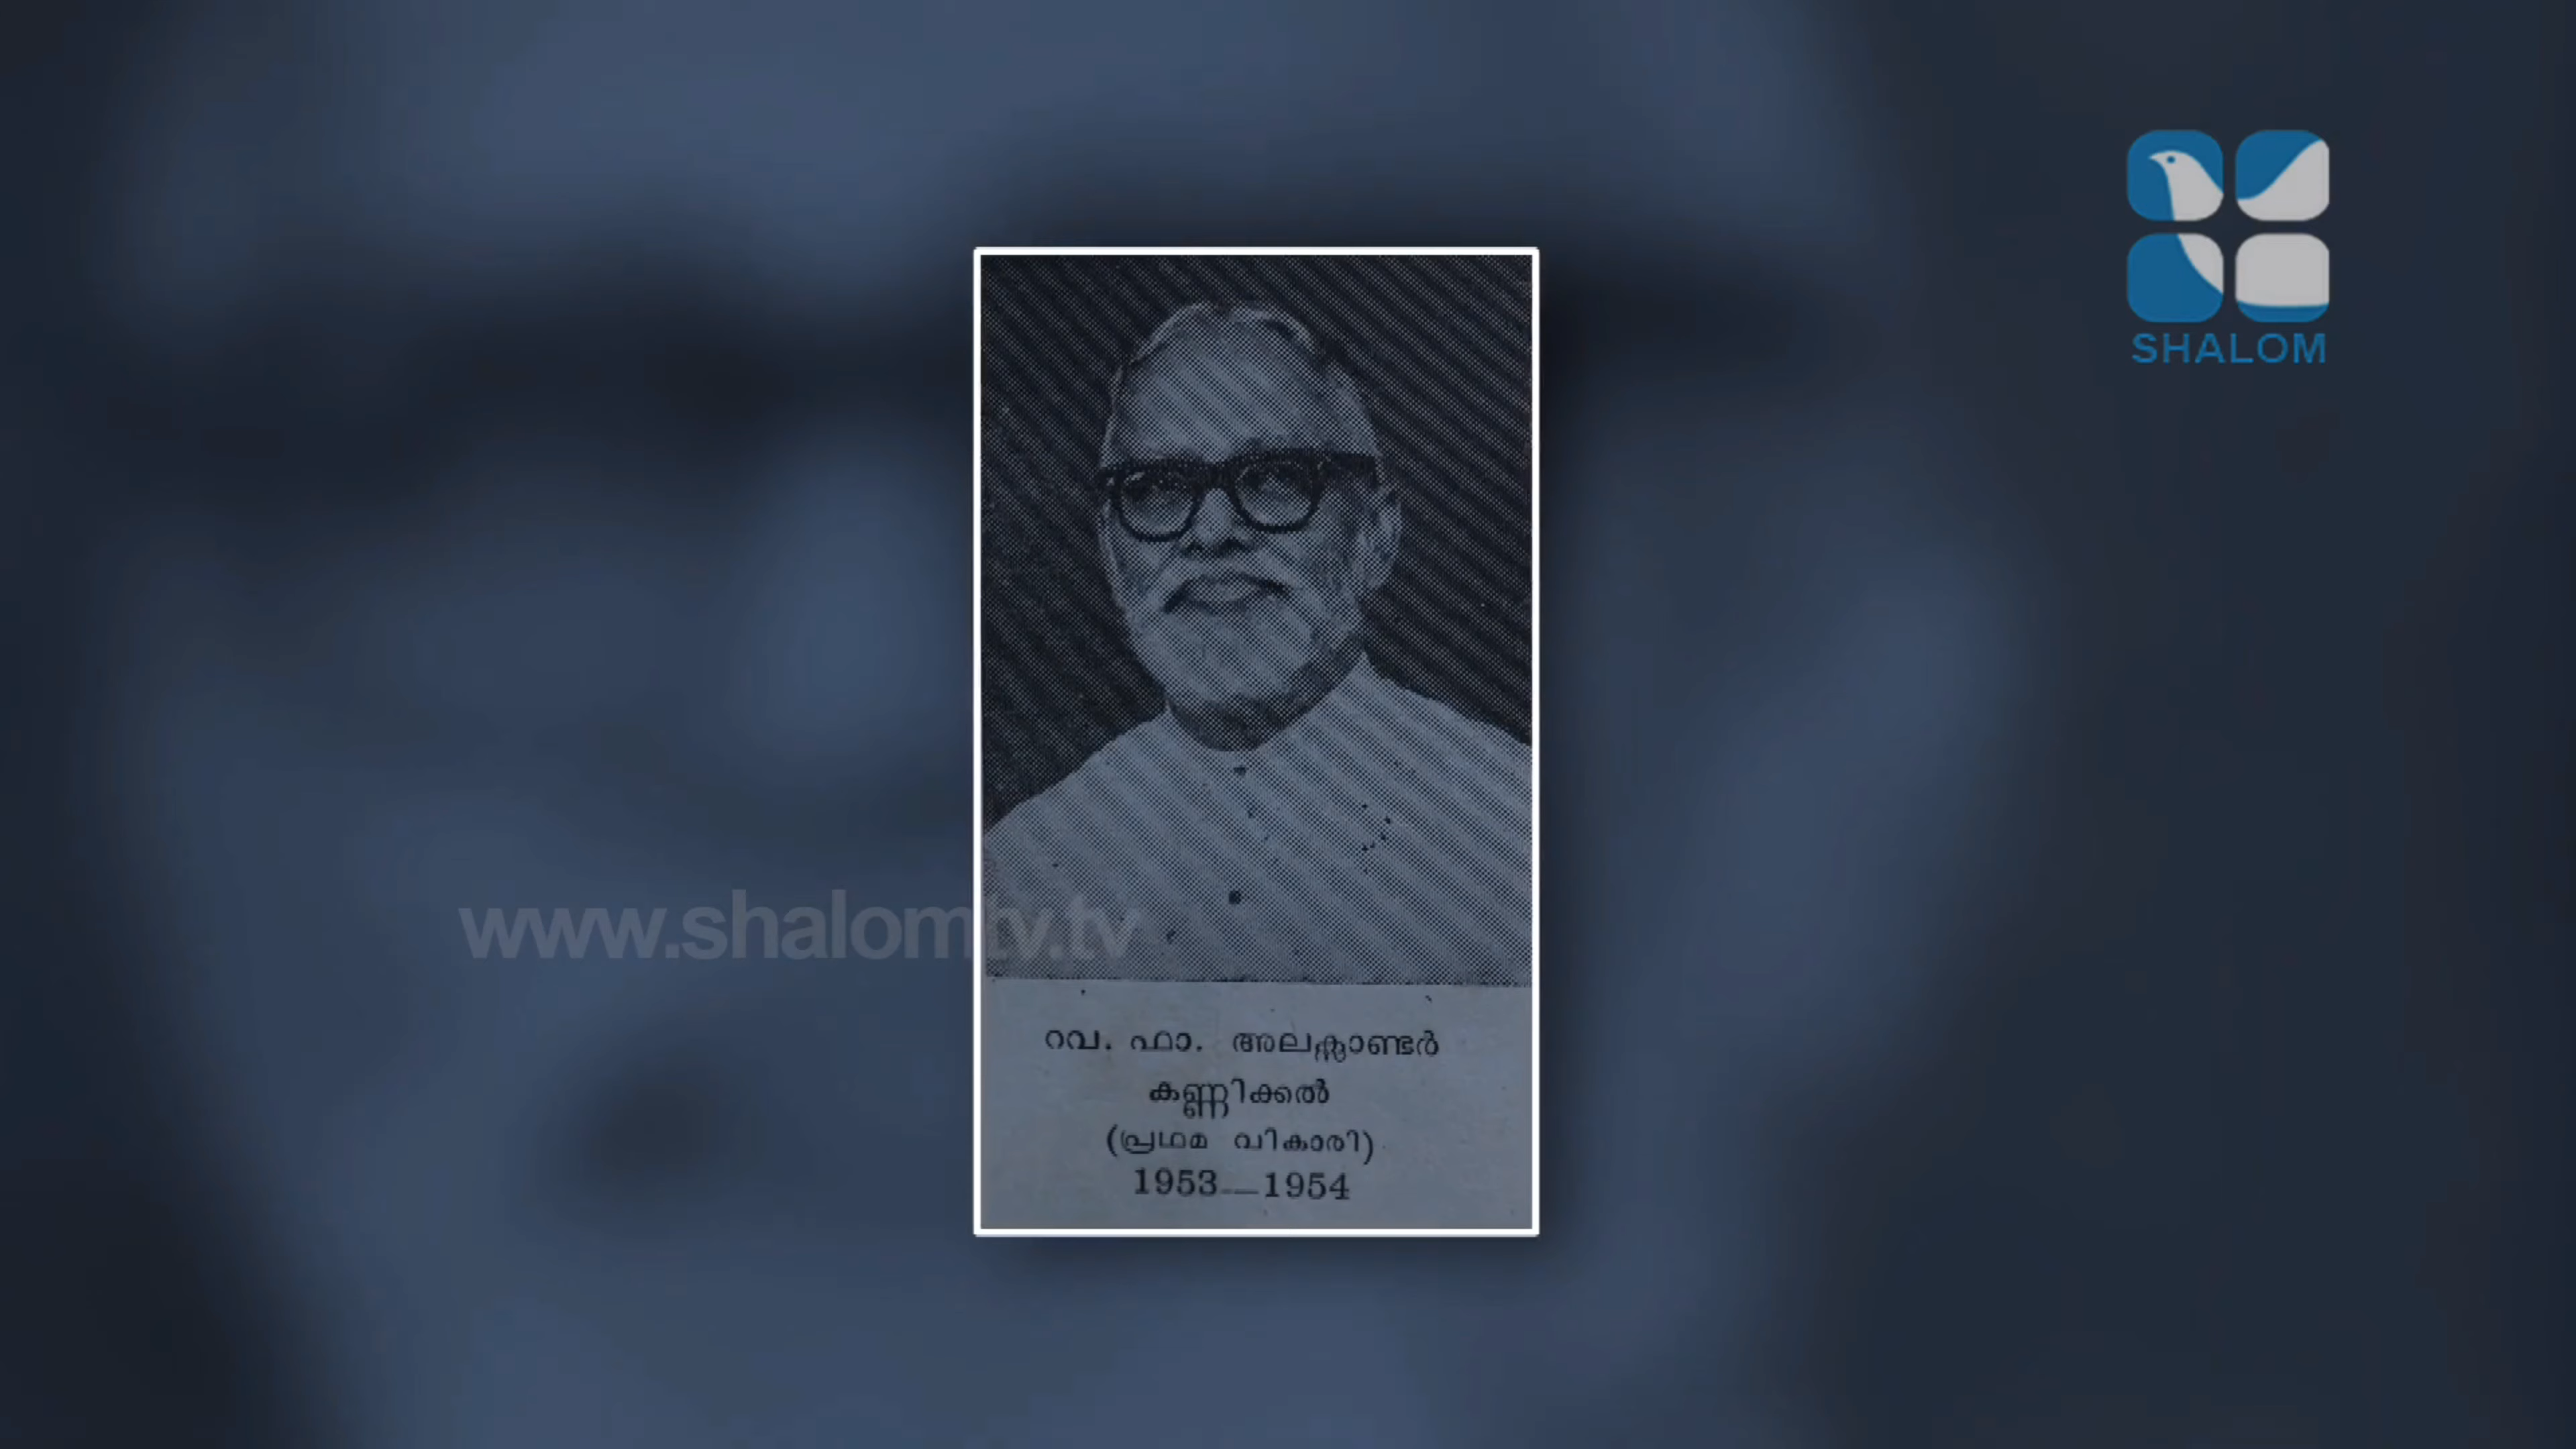 SHALOM
www.shalomtv.tv
റവ. ഫാ. അലക്സാണ്ടർ
കണ്ണിക്കൽ
(പ്രഥമ വികാരി)
1953—1954